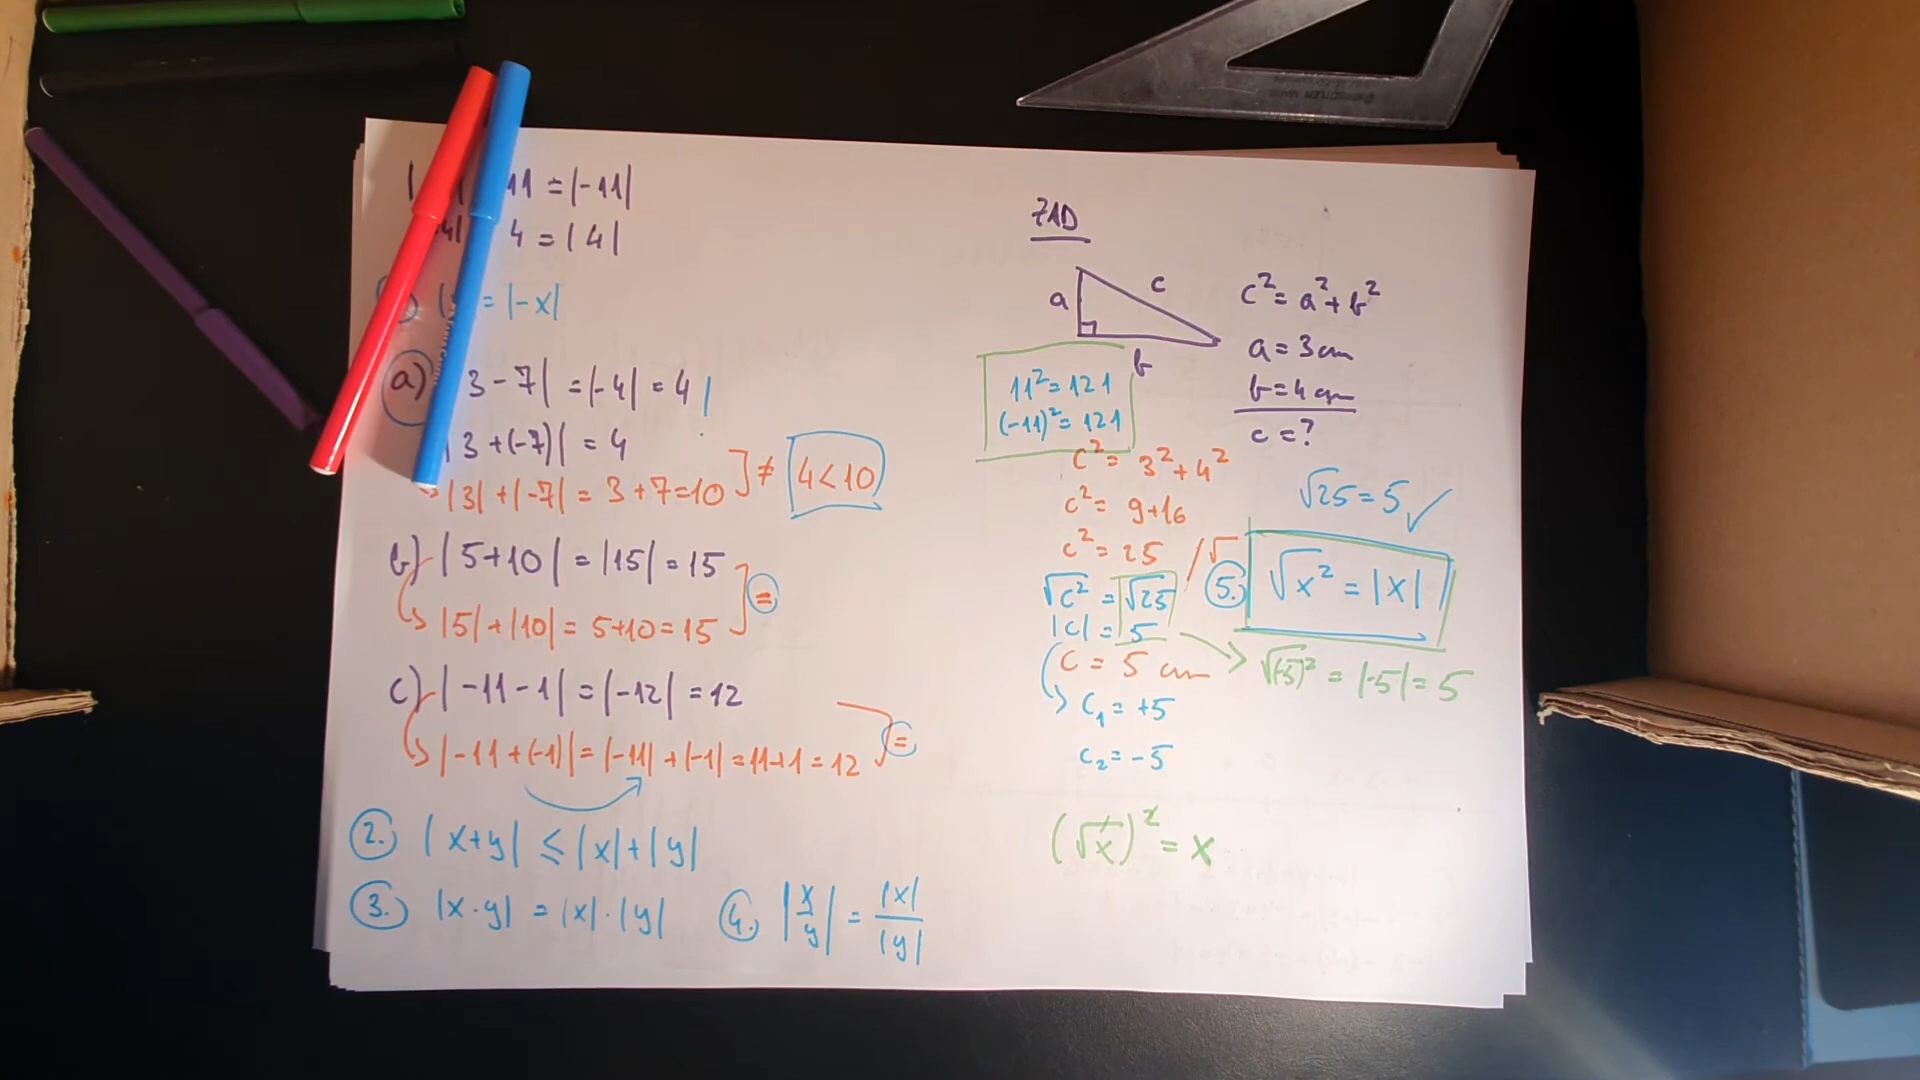 11 = |-11|
4 = |4|
= |-x|
a) 3 - 7| = |-4| = 4
|3 + (-7)| = 4
|3| + |-7| = 3 + 7 = 10 ≠ 4 < 10
b) |5 + 10| = |15| = 15
|5| + |10| = 5 + 10 = 15 =
c) |-11 - 1| = |-12| = 12
|-11 + (-1)| = |-11| + |-1| = 11 + 1 = 12 =
2. |x + y| ≤ |x| + |y|
3. |x · y| = |x| · |y|
4. |x/y| = |x|/|y|
ZAD
a c b
c² = a² + b²
a = 3 cm
b = 4 cm
c = ?
11² = 121
(-11)² = 121
c² = 3² + 4²
c² = 9 + 16
c² = 25 /√
√c² = √25
|c| = 5
c = 5 cm
c₁ = +5
c₂ = -5
√25 = 5 ✓
5. √x² = |x|
√(-5)² = |-5| = 5
(√x)² = x